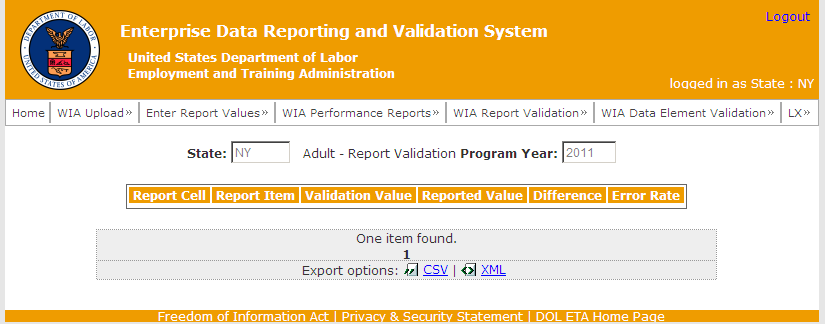 Logout
Enterprise Data Reporting and Validation System
United States Department of Labor
Employment and Training Administration
DEPARTMENT OF LABOR
UNITED STATES OF AMERICA
logged in as State : NY
Home WIA Upload» Enter Report Values» WIA Performance Reports» WIA Report Validation» WIA Data Element Validation» LX»
State: NY Adult - Report Validation Program Year: 2011
Report Cell Report Item Validation Value Reported Value Difference Error Rate
One item found.
1
Export options: CSV | XML
Freedom of Information Act | Privacy & Security Statement | DOL ETA Home Page